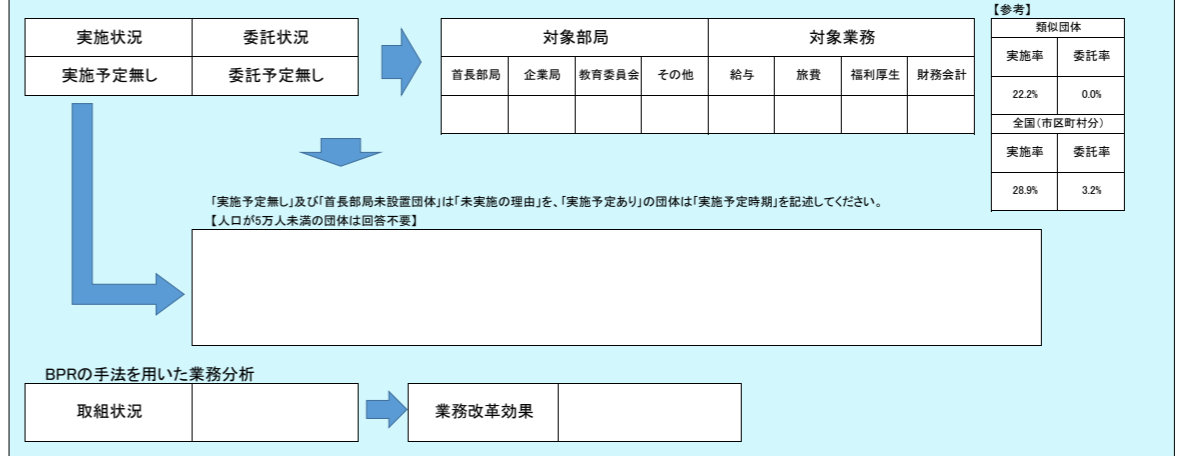 【参考】
実施状況 委託状況
実施予定無し 委託予定無し
対象部局 対象業務
首長部局 企業局 教育委員会 その他 給与 旅費 福利厚生 財務会計
類似団体
実施率 委託率
22.2% 0.0%
全国(市区町村分)
実施率 委託率
28.9% 3.2%
「実施予定無し」及び「首長部局未設置団体」は「未実施の理由」を、「実施予定あり」の団体は「実施予定時期」を記述してください。
【人口が5万人未満の団体は回答不要】
BPRの手法を用いた業務分析
取組状況 業務改革効果